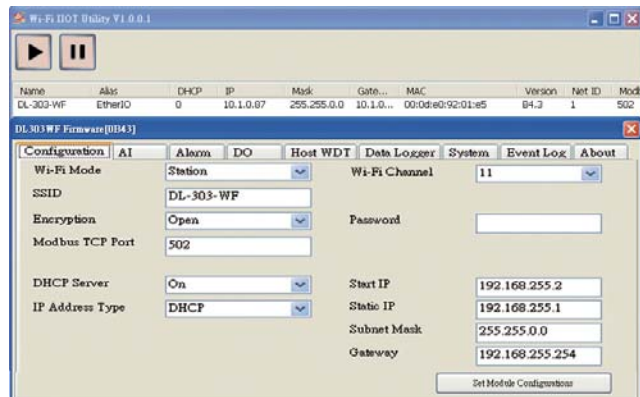 Wi-Fi IIOT Utility V1.0.0.1
Name Alias DHCP IP Mask Gate... MAC Version Net ID Modl
DL-303-WF EtherIO 0 10.1.0.87 255.255.0.0 10.1.0... 00:0d:e0:92:01:e5 B4.3 1 502
DL303WF Firmware[0B43]
Configuration AI Alarm DO Host WDT Data Logger System Event Log About
Wi-Fi Mode Station Wi-Fi Channel 11
SSID DL-303-WF
Encryption Open Password
Modbus TCP Port 502
DHCP Server On Start IP 192.168.255.2
IP Address Type DHCP Static IP 192.168.255.1
Subnet Mask 255.255.0.0
Gateway 192.168.255.254
Set Module Configurations